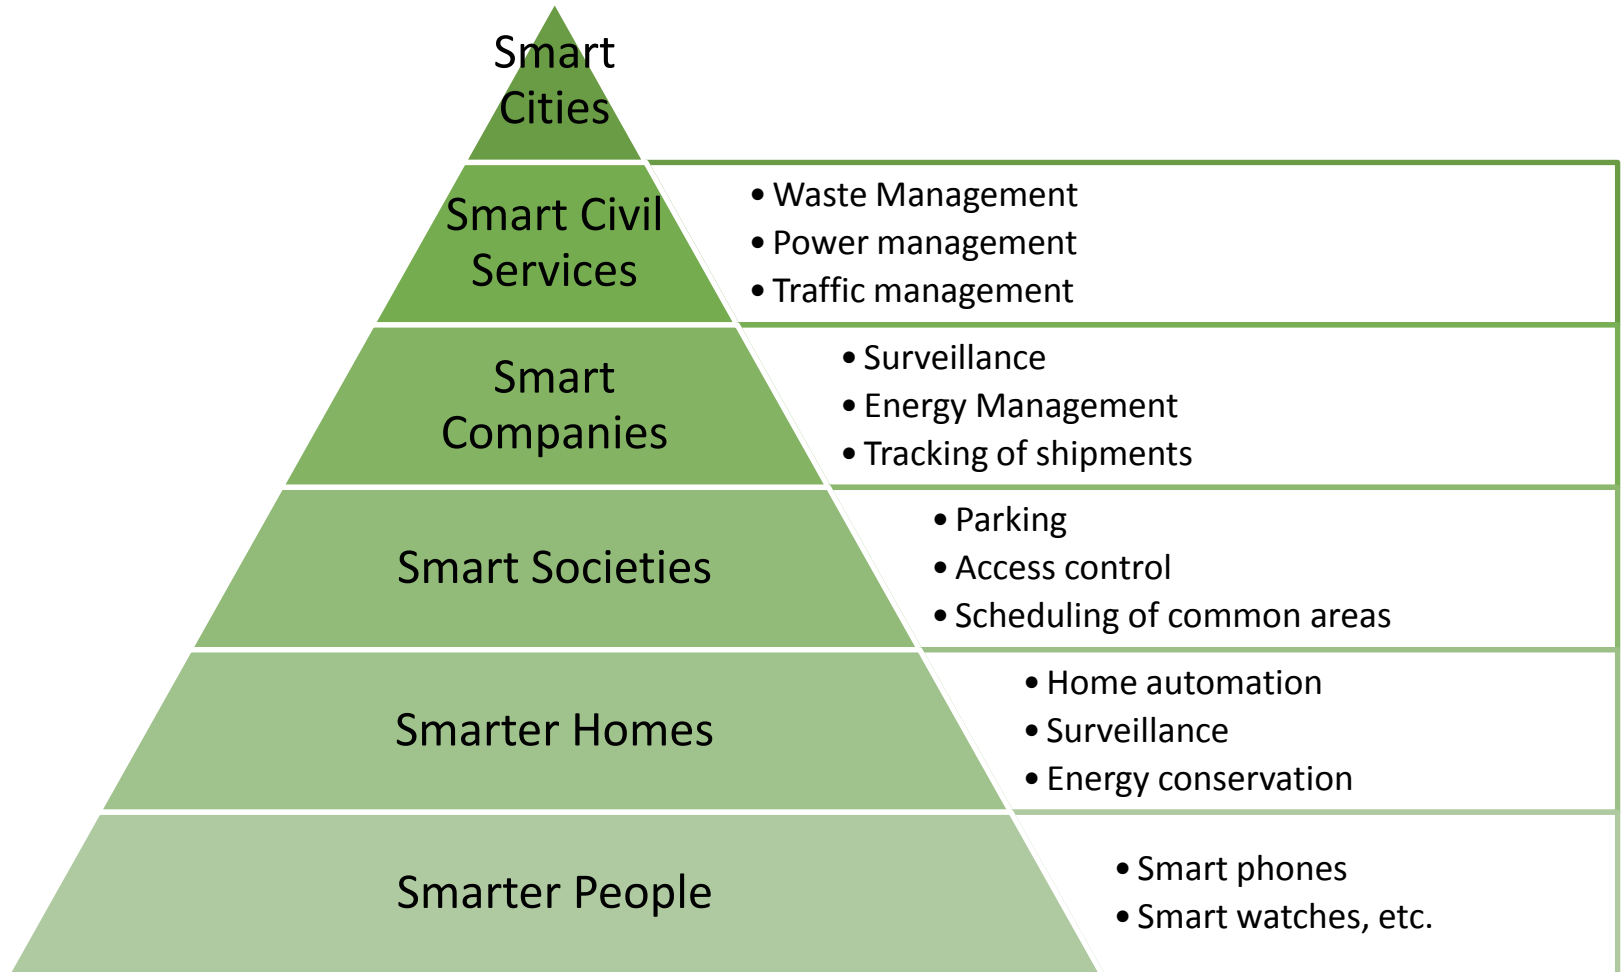 Smart
Cities
Smart Civil
Services
• Waste Management
• Power management
• Traffic management
Smart
Companies
• Surveillance
• Energy Management
• Tracking of shipments
Smart Societies
• Parking
• Access control
• Scheduling of common areas
Smarter Homes
• Home automation
• Surveillance
• Energy conservation
Smarter People
• Smart phones
• Smart watches, etc.